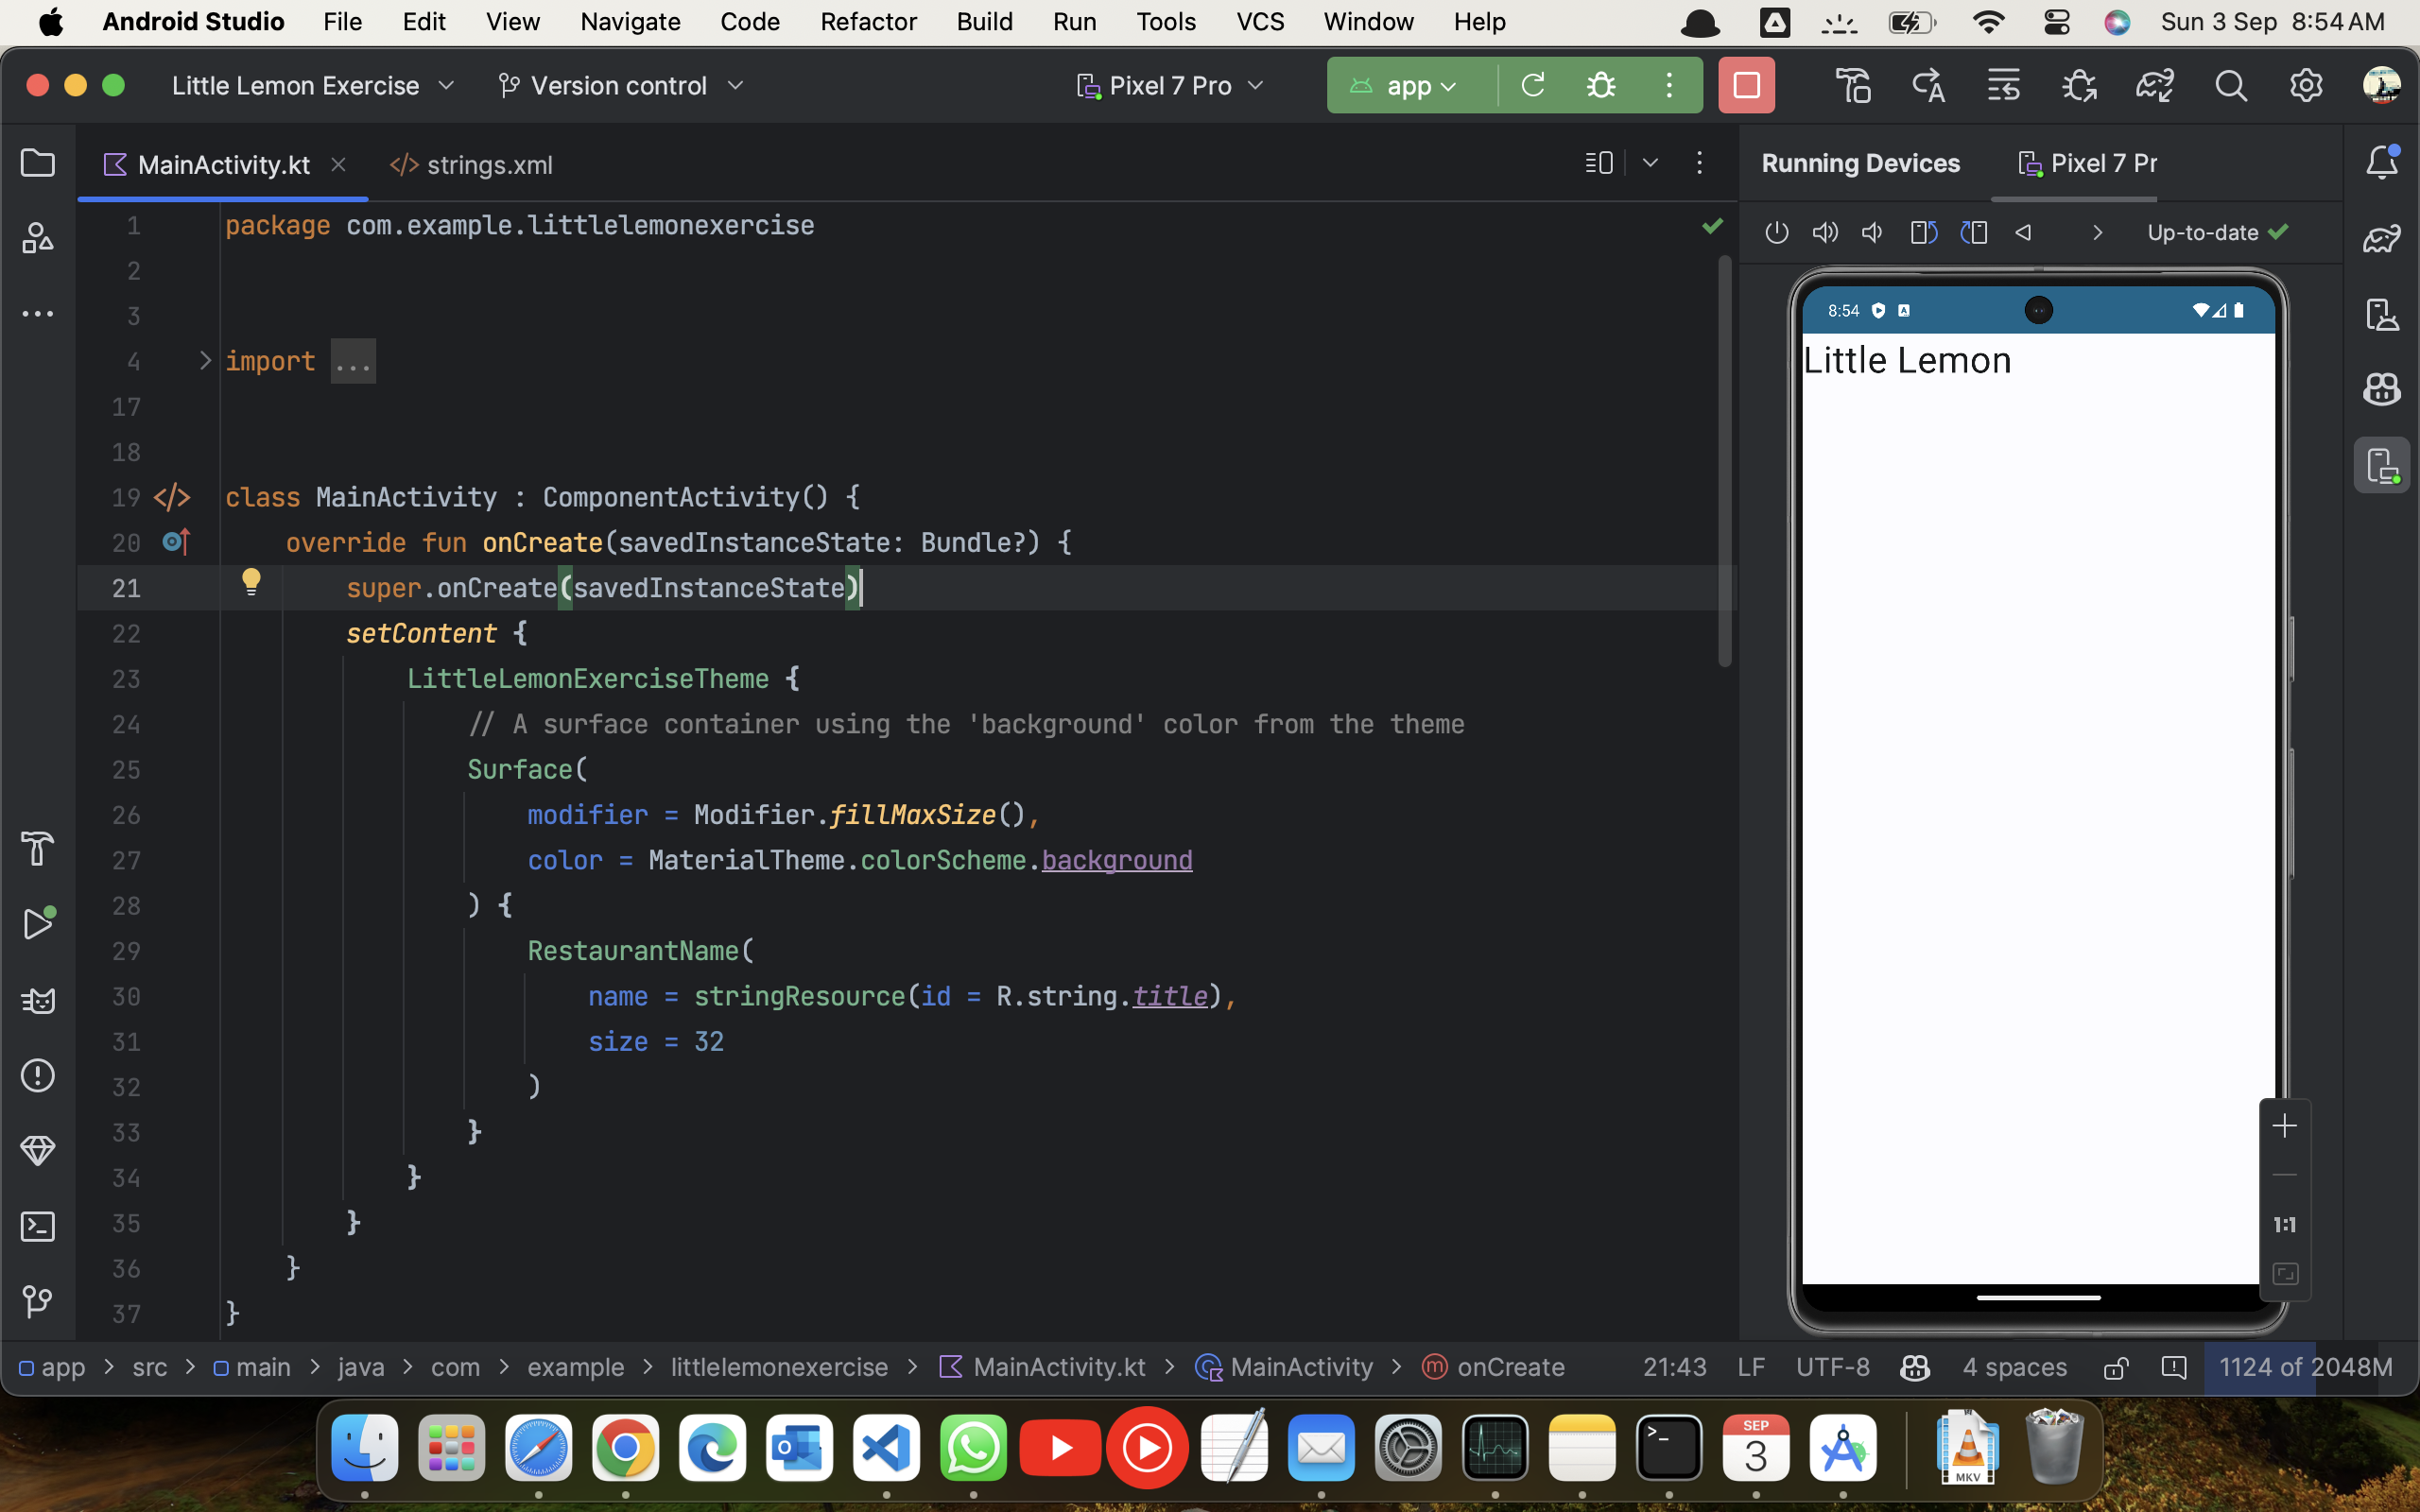 Android Studio File Edit View Navigate Code Refactor Build Run Tools VCS Window Help Sun 3 Sep 8:54 AM
Little Lemon Exercise Version control Pixel 7 Pro app
MainActivity.kt strings.xml Running Devices Pixel 7 Pr
Up-to-date
1 package com.example.littlelemonexercise
2
3
4 import ...
17
18
19 class MainActivity : ComponentActivity() {
20 override fun onCreate(savedInstanceState: Bundle?) {
21 super.onCreate(savedInstanceState)
22 setContent {
23 LittleLemonExerciseTheme {
24 // A surface container using the 'background' color from the theme
25 Surface(
26 modifier = Modifier.fillMaxSize(),
27 color = MaterialTheme.colorScheme.background
28 ) {
29 RestaurantName(
30 name = stringResource(id = R.string.title),
31 size = 32
32 )
33 }
34 }
35 }
36 }
37 }
8:54
Little Lemon
1:1
app > src > main > java > com > example > littlelemonexercise > MainActivity.kt > MainActivity > onCreate 21:43 LF UTF-8 4 spaces 1124 of 2048M
SEP
3
MKV